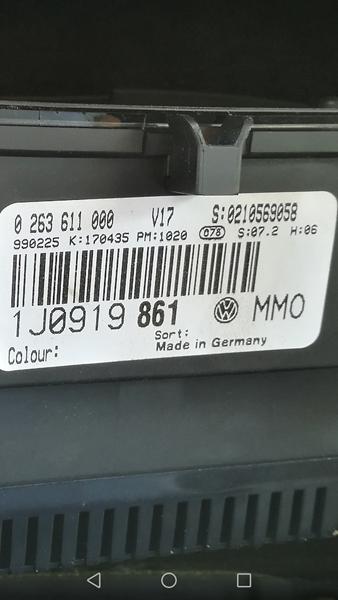 0 263 611 000 V17 S:0210569058
990225 K:170435 PM:1020 078 S:07.2 H:06
1J0919 861 VW MMO
Sort:
Colour: Made in Germany